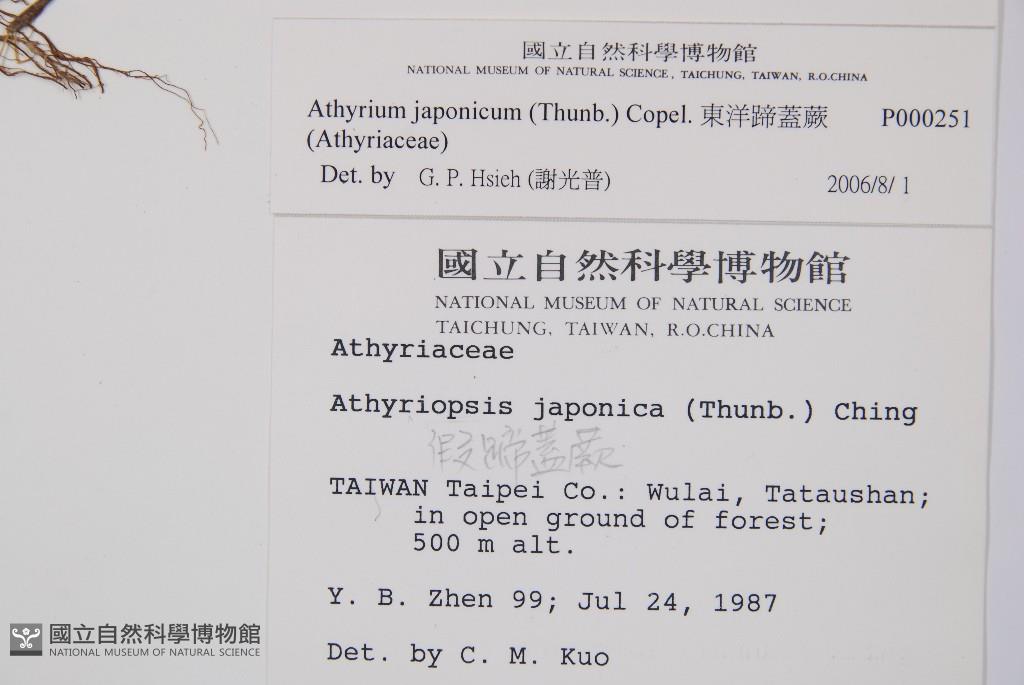 國立自然科學博物館
NATIONAL MUSEUM OF NATURAL SCIENCE, TAICHUNG, TAIWAN, R.O.CHINA
Athyrium japonicum (Thunb.) Copel. 東洋蹄蓋蕨 P000251
(Athyriaceae)
Det. by G. P. Hsieh (謝光普) 2006/8/ 1
國立自然科學博物館
NATIONAL MUSEUM OF NATURAL SCIENCE
TAICHUNG, TAIWAN, R.O.CHINA
Athyriaceae
Athyriopsis japonica (Thunb.) Ching
假蹄蓋蕨
TAIWAN Taipei Co.: Wulai, Tataushan;
in open ground of forest;
500 m alt.
Y. B. Zhen 99; Jul 24, 1987
Det. by C. M. Kuo
國立自然科學博物館
NATIONAL MUSEUM OF NATURAL SCIENCE